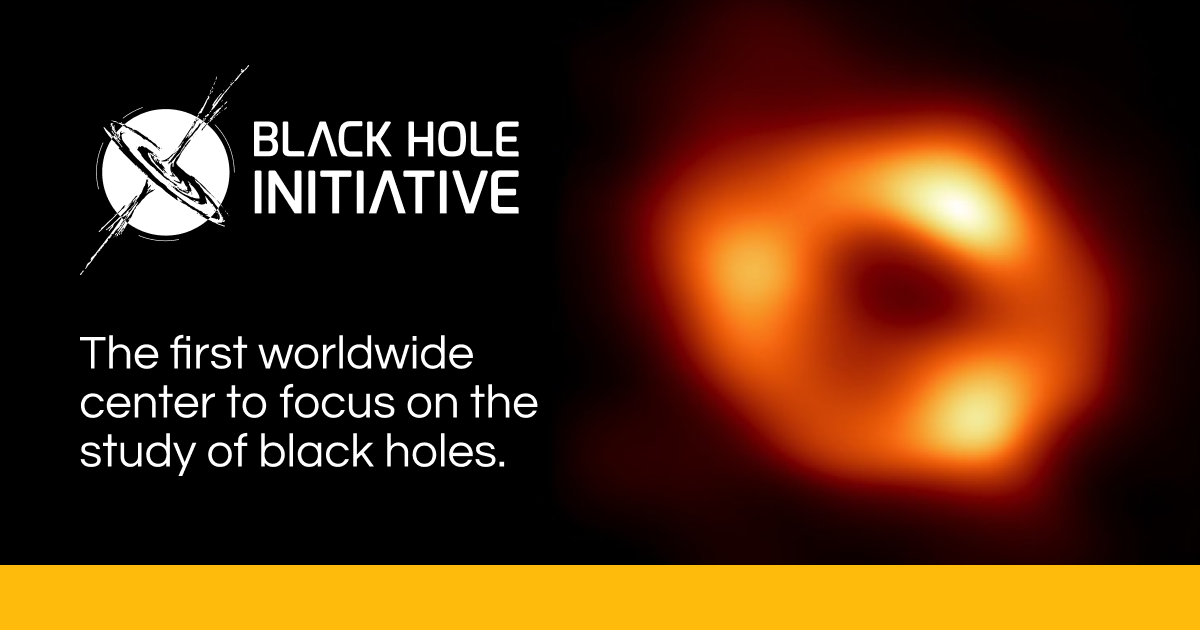 BLACK HOLE
INITIATIVE
The first worldwide
center to focus on the
study of black holes.